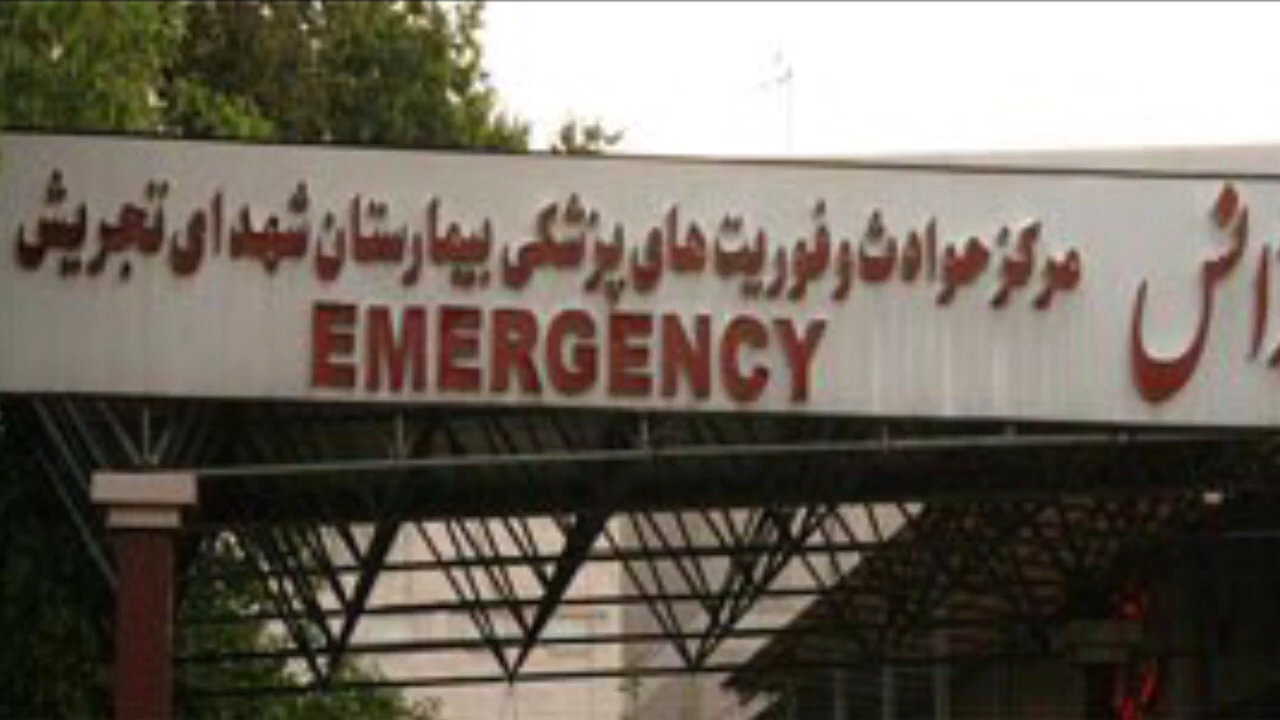 مرکز حوادث و فوریت های پزشکی بیمارستان شهدای تجریش
EMERGENCY